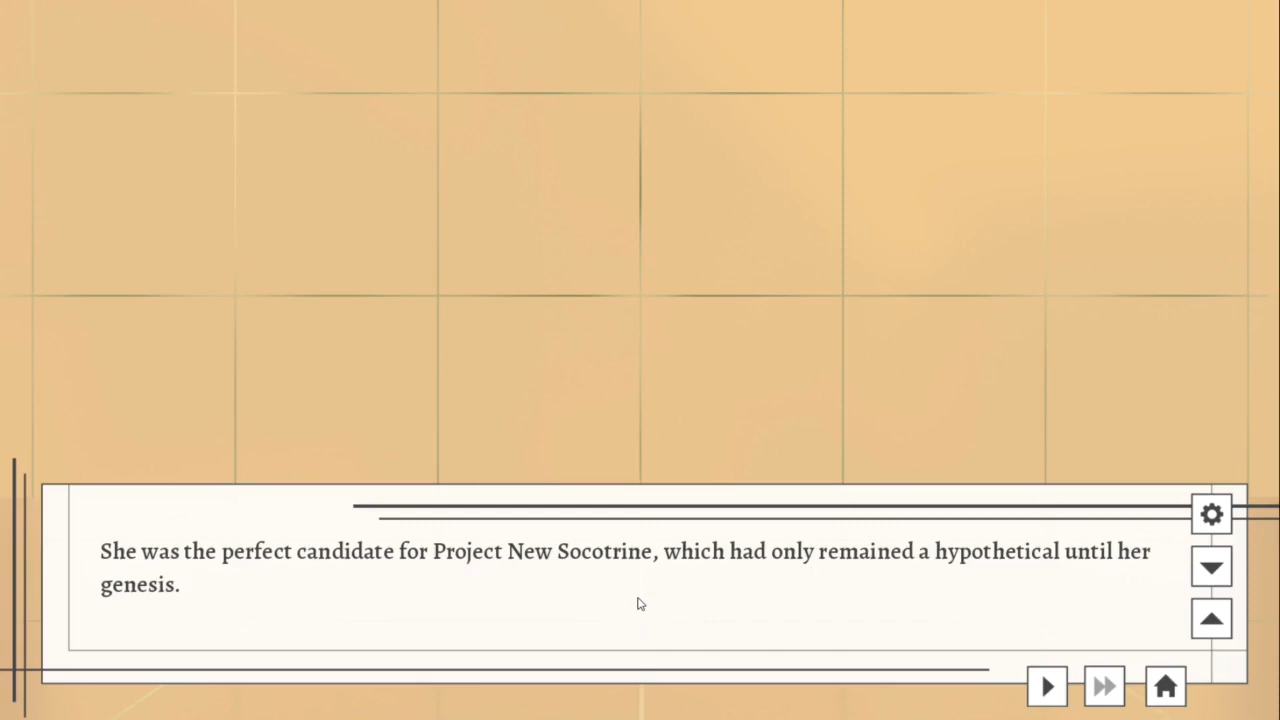 She was the perfect candidate for Project New Socotrine, which had only remained a hypothetical until her
genesis.